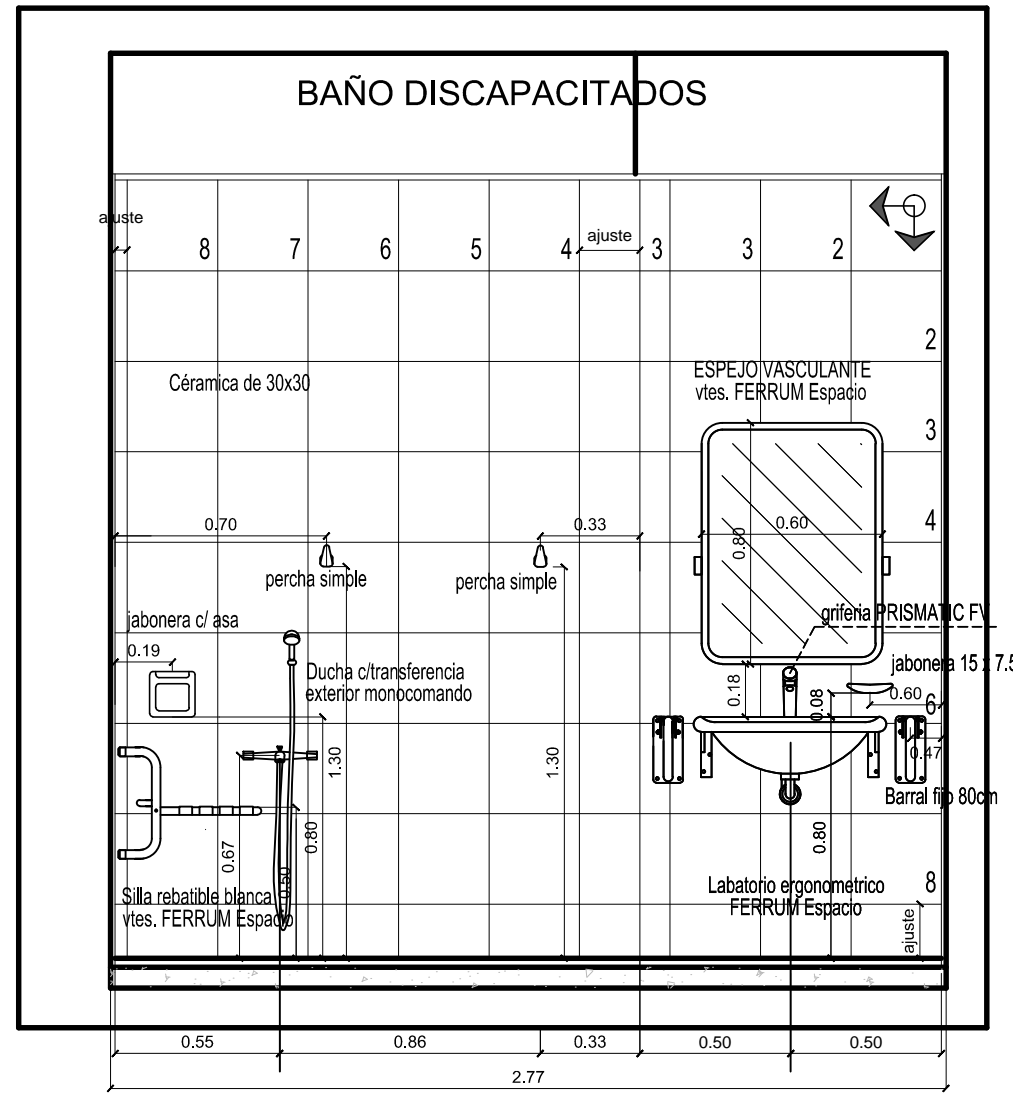 BAÑO DISCAPACITADOS
ajuste
8 7 6 5 4 ajuste 3 3 2
2
Céramica de 30x30
ESPEJO VASCULANTE
vtes. FERRUM Espacio
3
0.70
0.33
0.80
0.60
4
percha simple
percha simple
jabonera c/ asa
griferia PRISMATIC FV
0.19
Ducha c/transferencia
exterior monocomando
jabonera 15 x 7.5
0.18
0.08
0.60
6
0.47
1.30
1.30
Barral fijo 80cm
0.67
0.80
0.50
0.80
Silla rebatible blanca
vtes. FERRUM Espacio
Labatorio ergonometrico
FERRUM Espacio
8
ajuste
0.55 0.86 0.33 0.50 0.50
2.77